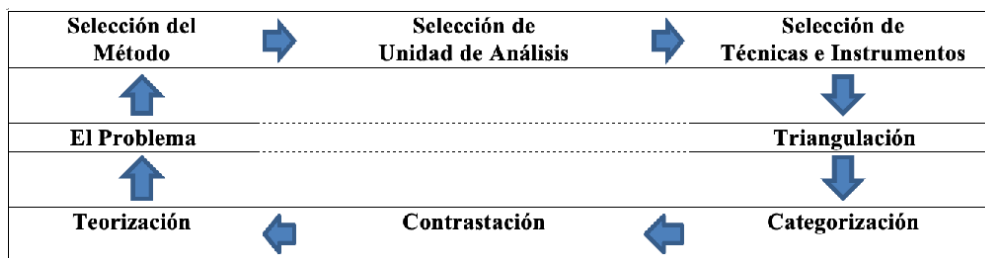 Selección del
Método
Selección de
Unidad de Análisis
Selección de
Técnicas e Instrumentos
El Problema
Triangulación
Teorización
Contrastación
Categorización